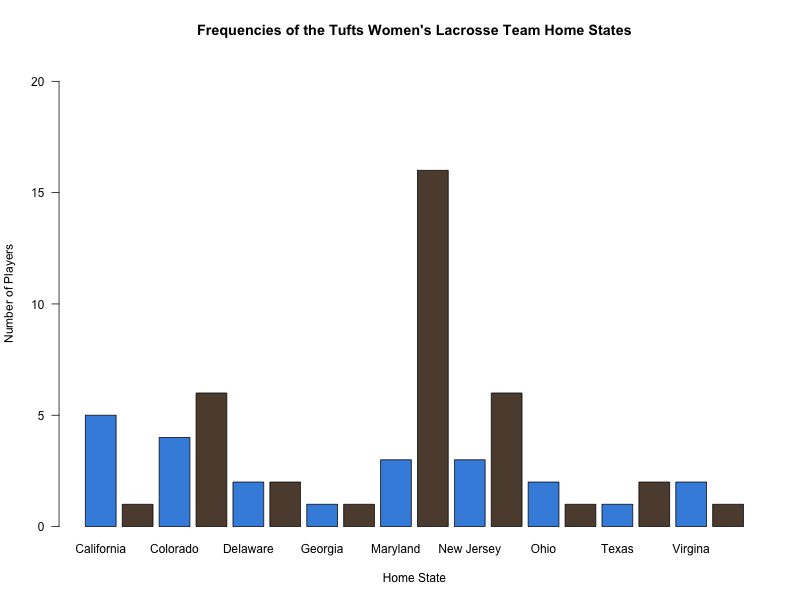 Frequencies of the Tufts Women's Lacrosse Team Home States
20
15
10
5
0
Number of Players
California Colorado Delaware Georgia Maryland New Jersey Ohio Texas Virgina
Home State